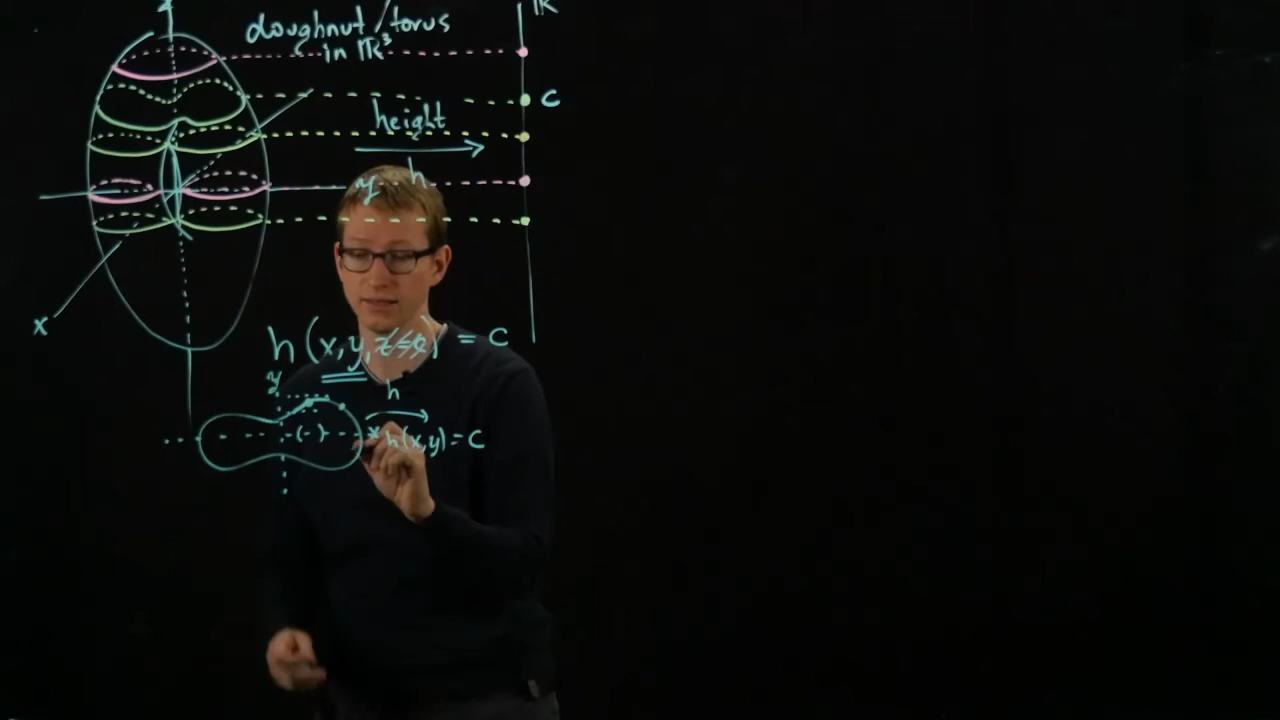 z
ℝ
doughnut / torus
in ℝ³
c
height
y h
x
h(x, y, z=c) = c
y
h
x h(x,y) = c